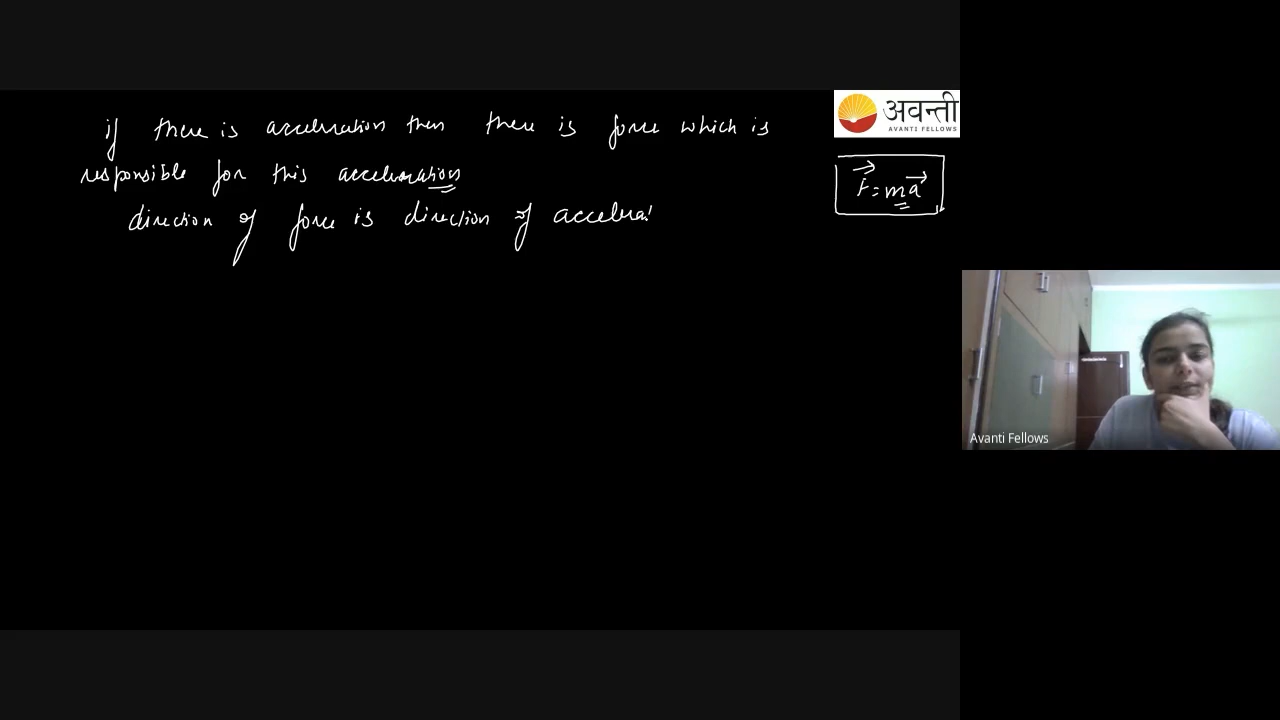 if there is acceleration then there is force which is
responsible for this acceleration
direction of force is direction of accelerat
अवन्ती
AVANTI FELLOWS
F = ma
Avanti Fellows